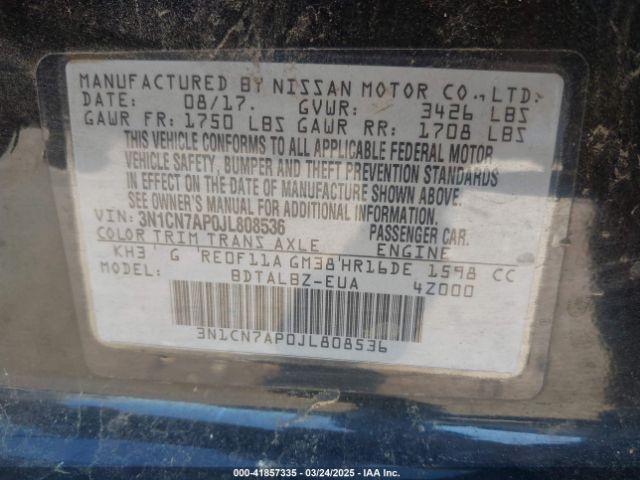 MANUFACTURED BY NISSAN MOTOR CO., LTD.
DATE: 08/17. GVWR: 3426 LBS
GAWR FR: 1750 LBS GAWR RR: 1708 LBS
THIS VEHICLE CONFORMS TO ALL APPLICABLE FEDERAL MOTOR
VEHICLE SAFETY, BUMPER AND THEFT PREVENTION STANDARDS
IN EFFECT ON THE DATE OF MANUFACTURE SHOWN ABOVE.
SEE OWNER'S MANUAL FOR ADDITIONAL INFORMATION.
VIN: 3N1CN7AP0JL808536 PASSENGER CAR.
COLOR TRIM TRANS AXLE ENGINE
KH3 G RE0F11A GM38 HR16DE 1598 CC
MODEL: BDTALBZ-EUA 4Z000
3N1CN7AP0JL808536
000-41857335 — 03/24/2025 — IAA Inc.